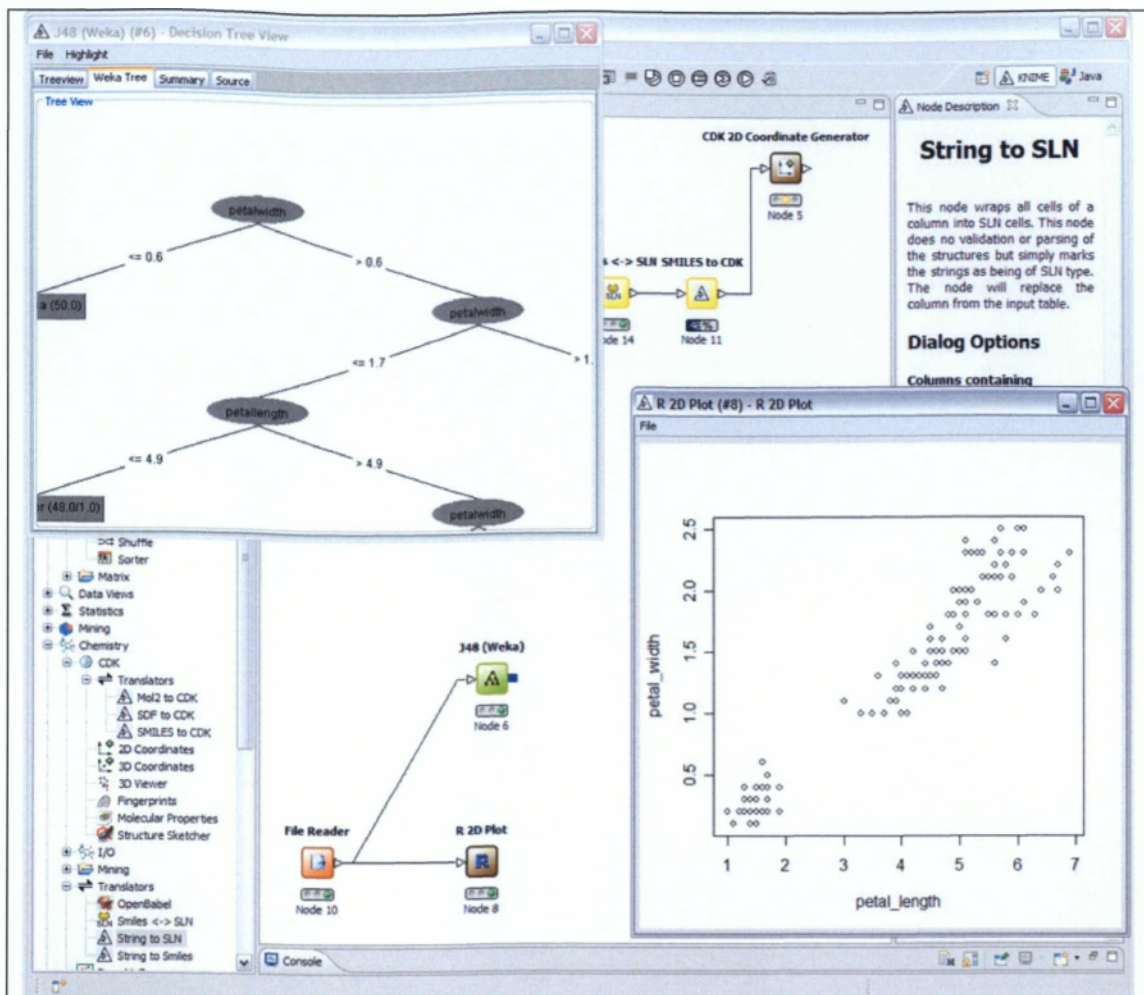 J48 (Weka) (#6) - Decision Tree View
File Highlight
Treeview Weka Tree Summary Source
Tree View
petalwidth
<= 0.6
> 0.6
a (50.0)
petalwidth
<= 1.7
> 1.
petallength
<= 4.9
> 4.9
r (48.0/1.0)
petalwidth
KNIME Java
CDK 2D Coordinate Generator
Node 5
s <-> SLN SMILES to CDK
SLN
de 14
Node 11
Node Description
String to SLN
This node wraps all cells of a
column into SLN cells. This node
does no validation or parsing of
the structures but simply marks
the strings as being of SLN type.
The node will replace the
column from the input table.
Dialog Options
Columns containing
Shuffle
Sorter
Matrix
Data Views
Σ Statistics
Mining
Chemistry
CDK
Translators
Mol2 to CDK
SDF to CDK
SMILES to CDK
2D Coordinates
3D Coordinates
3D Viewer
Fingerprints
Molecular Properties
Structure Sketcher
I/O
Mining
Translators
OpenBabel
Smiles <-> SLN
String to SLN
String to Smiles
J48 (Weka)
Node 6
File Reader
Node 10
R 2D Plot
R
Node 8
R 2D Plot (#8) - R 2D Plot
File
petal_width
2.5
2.0
1.5
1.0
0.5
1 2 3 4 5 6 7
petal_length
Console